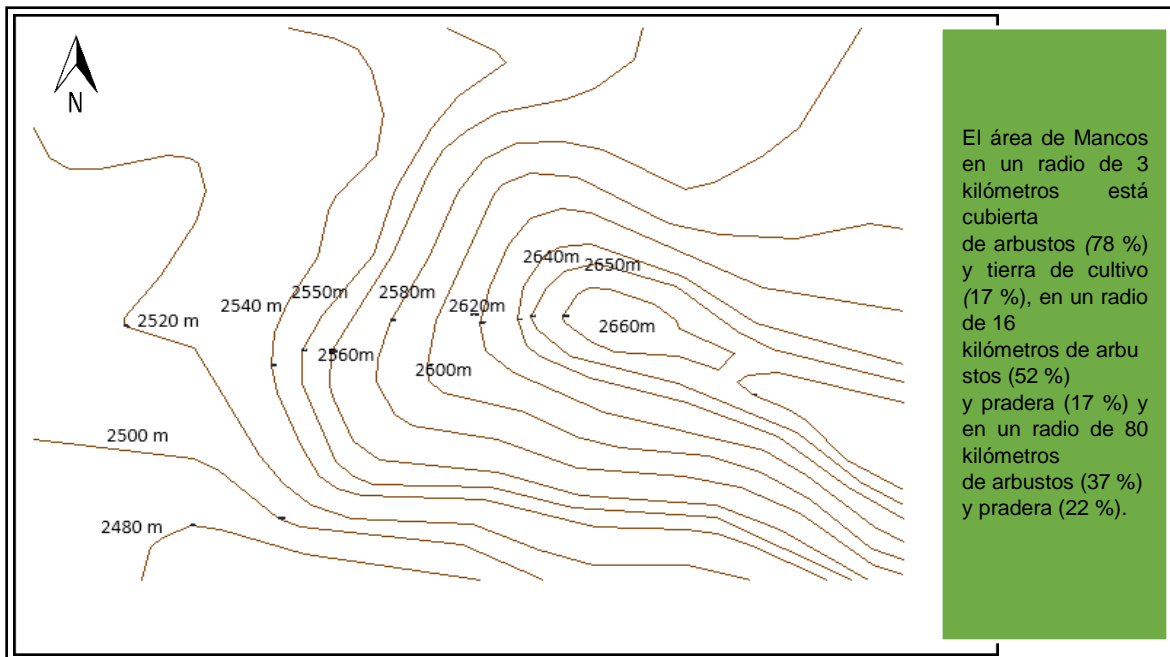 N
2540 m
2550m
2580m
2640m
2650m
2520 m
2620m
2660m
2560m
2600m
2500 m
2480 m
El área de Mancos
en un radio de 3
kilómetros está
cubierta
de arbustos (78 %)
y tierra de cultivo
(17 %), en un radio
de 16
kilómetros de arbu
stos (52 %)
y pradera (17 %) y
en un radio de 80
kilómetros
de arbustos (37 %)
y pradera (22 %).